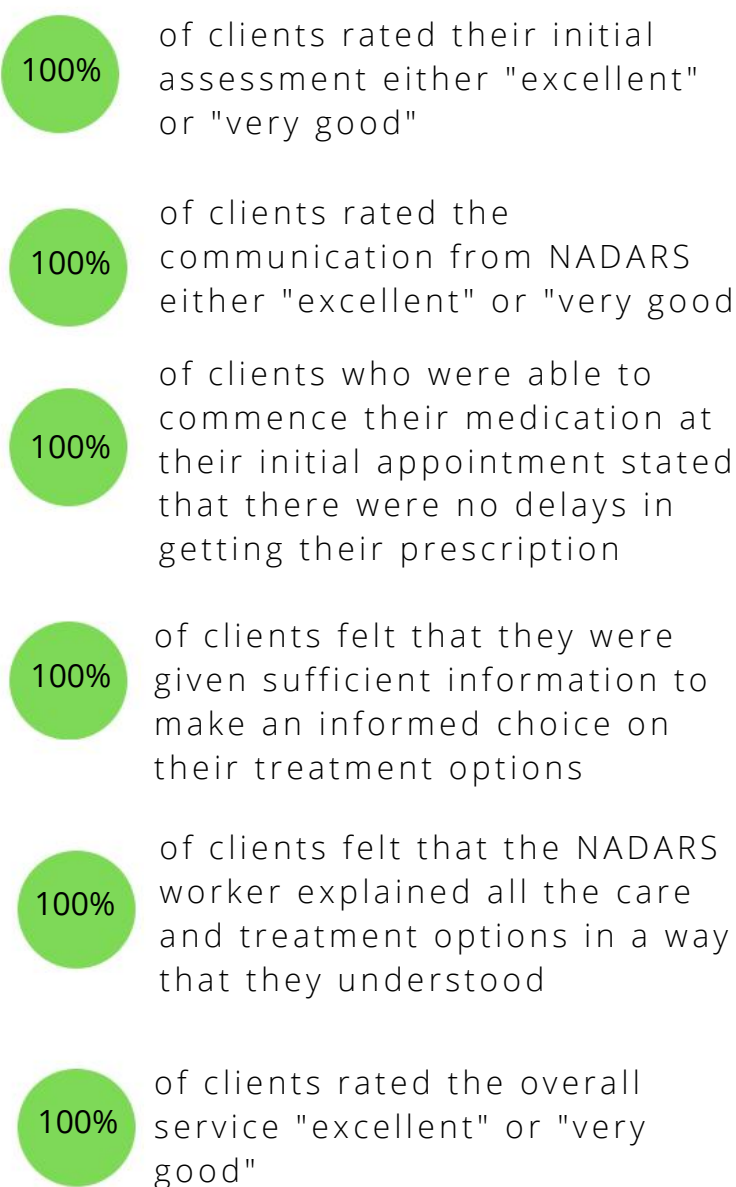 100%
of clients rated their initial
assessment either "excellent"
or "very good"
100%
of clients rated the
communication from NADARS
either "excellent" or "very good
100%
of clients who were able to
commence their medication at
their initial appointment stated
that there were no delays in
getting their prescription
100%
of clients felt that they were
given sufficient information to
make an informed choice on
their treatment options
100%
of clients felt that the NADARS
worker explained all the care
and treatment options in a way
that they understood
100%
of clients rated the overall
service "excellent" or "very
good"